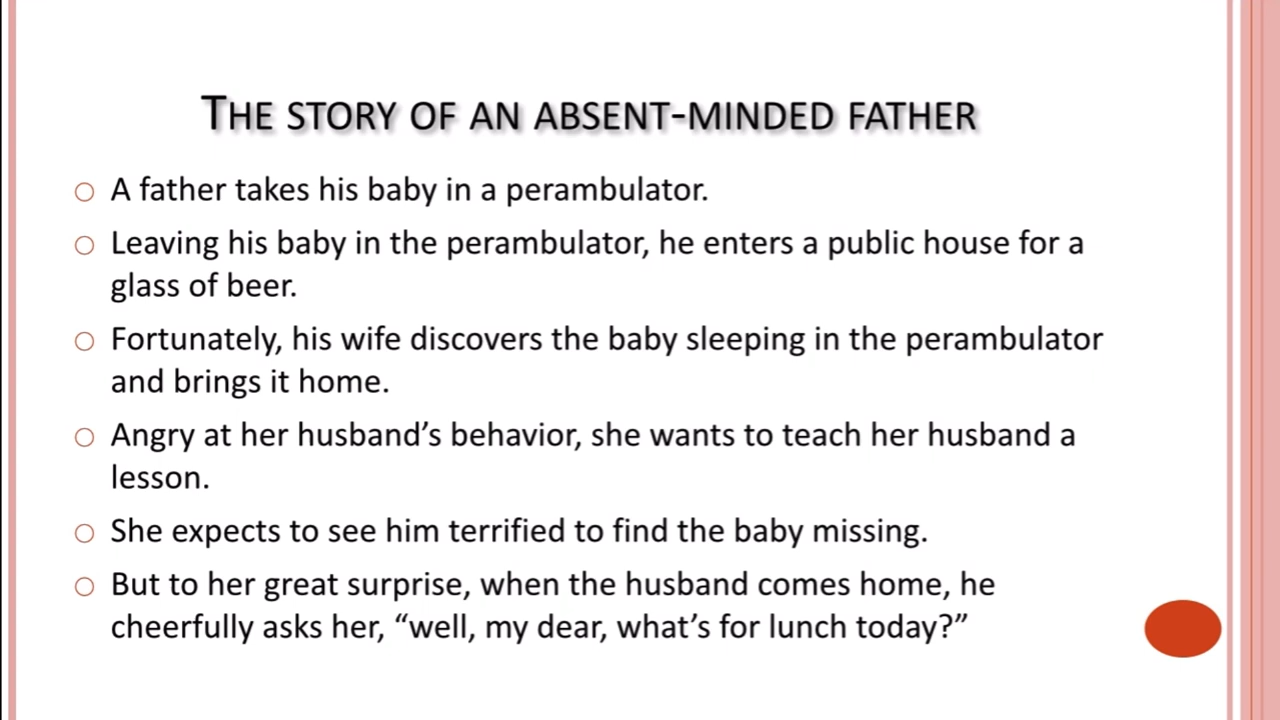 THE STORY OF AN ABSENT-MINDED FATHER
A father takes his baby in a perambulator.
Leaving his baby in the perambulator, he enters a public house for a
glass of beer.
Fortunately, his wife discovers the baby sleeping in the perambulator
and brings it home.
Angry at her husband’s behavior, she wants to teach her husband a
lesson.
She expects to see him terrified to find the baby missing.
But to her great surprise, when the husband comes home, he
cheerfully asks her, “well, my dear, what’s for lunch today?”